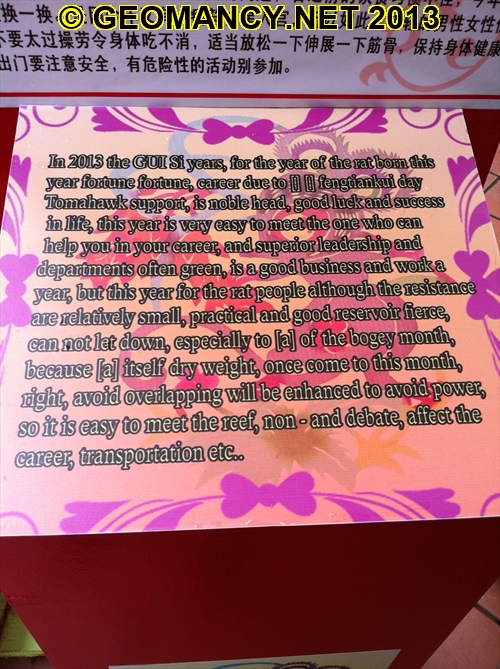 © GEOMANCY.NET 2013
不要太过操劳令身体吃不消，适当放松一下伸展一下筋骨，保持身体健康
出门要注意安全，有危险性的活动别参加。
In 2013 the GUI Si years, for the year of the rat born this
year fortune fortune, career due to [] [] fengtiankui day
Tomahawk support, is noble head, good luck and success
in life, this year is very easy to meet the one who can
help you in your career, and superior leadership and
departments often green, is a good business and work a
year, but this year for the rat people although the resistance
are relatively small, practical and good reservoir fierce,
can not let down, especially to [a] of the bogey month,
because [a] itself dry weight, once come to this month,
right, avoid overlapping will be enhanced to avoid power,
so it is easy to meet the reef, non - and debate, affect the
career, transportation etc..